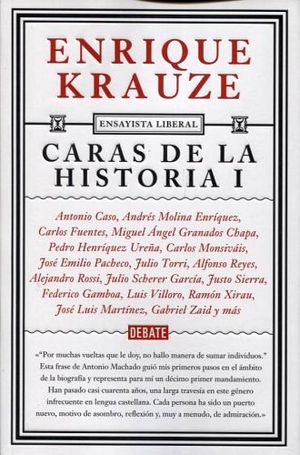 ENRIQUE
KRAUZE
ENSAYISTA LIBERAL
CARAS DE LA
HISTORIA I
Antonio Caso, Andrés Molina Enríquez,
Carlos Fuentes, Miguel Ángel Granados Chapa,
Pedro Henríquez Ureña, Carlos Monsiváis,
José Emilio Pacheco, Julio Torri, Alfonso Reyes,
Alejandro Rossi, Julio Scherer García, Justo Sierra,
Federico Gamboa, Luis Villoro, Ramón Xirau,
José Luis Martínez, Gabriel Zaid y más
DEBATE
«"Por muchas vueltas que le doy, no hallo manera de sumar individuos."
Esta frase de Antonio Machado guió mis primeros pasos en el ámbito
de la biografía y representa para mí un décimo primer mandamiento.
Han pasado casi cuarenta años, una larga travesía en este género
infrecuente en lengua castellana. Cada persona ha sido un puerto
nuevo, motivo de asombro, reflexión y, muy a menudo, de admiración.»